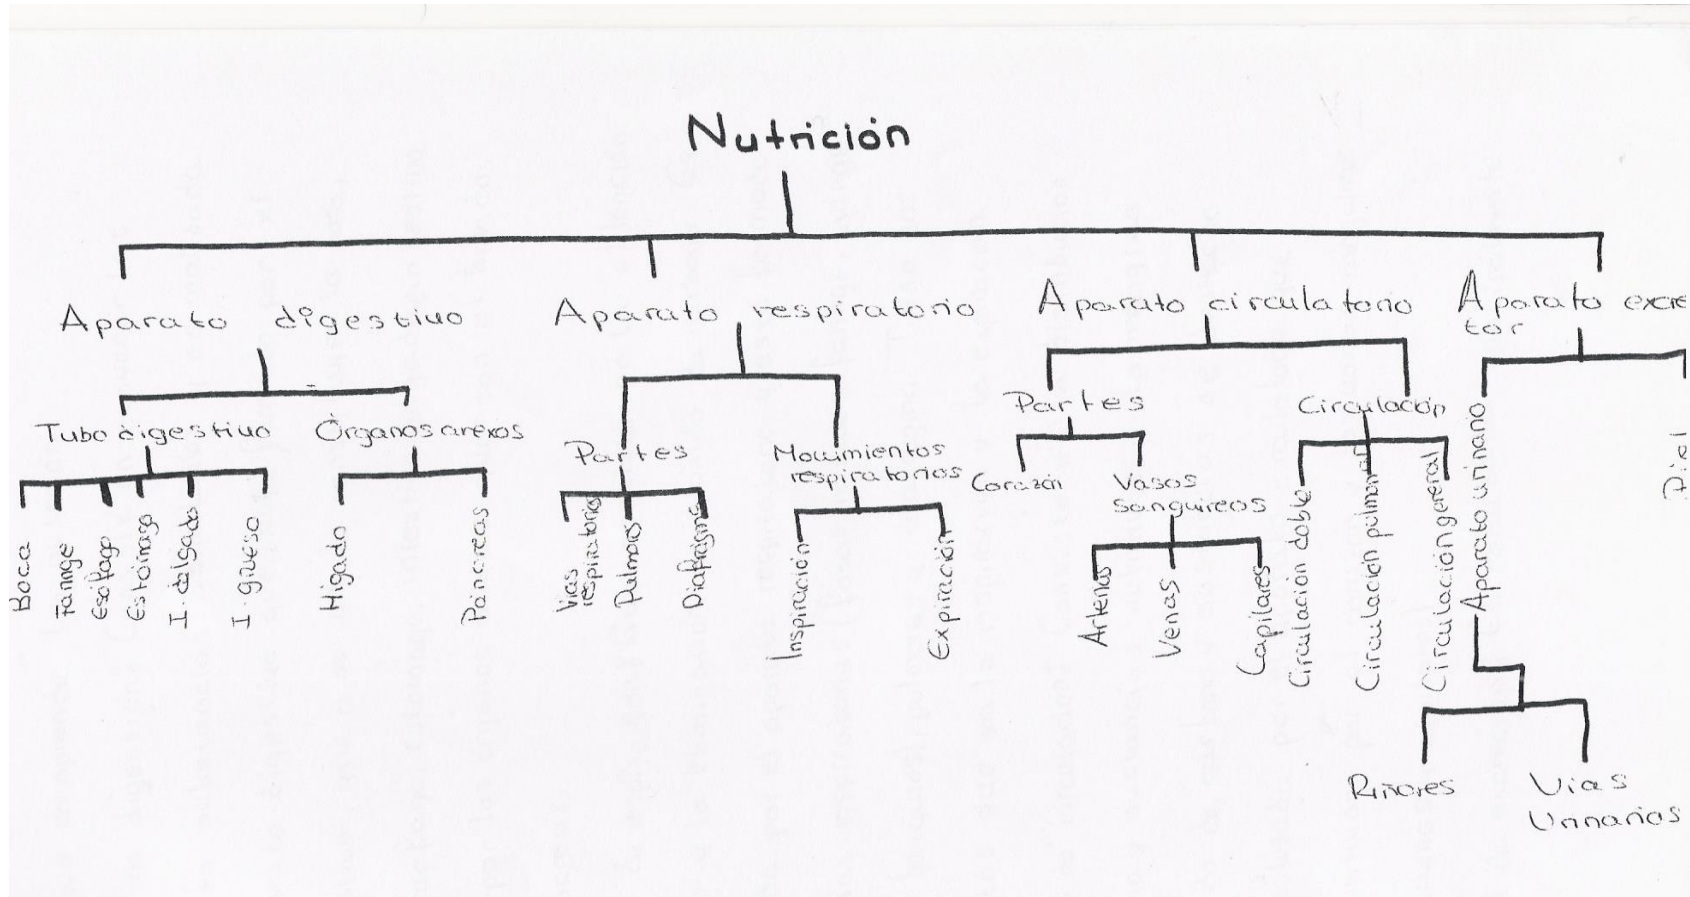 Nutrición
Aparato digestivo
Aparato respiratorio
Aparato circulatorio
Aparato excre
tor
Tubo digestivo
Órganos anexos
Boca
Faringe
Esófago
Estómago
I. delgado
I. grueso
Hígado
Páncreas
Partes
Movimientos
respiratorios
Vías
respiratorias
Pulmones
Diafragma
Inspiración
Expiración
Partes
Circulación
Corazón
Vasos
sanguíneos
Arterias
Venas
Capilares
Circulación doble
Circulación pulmonar
Circulación general
Aparato urinario
Piel
Riñones
Vías
Urinarias